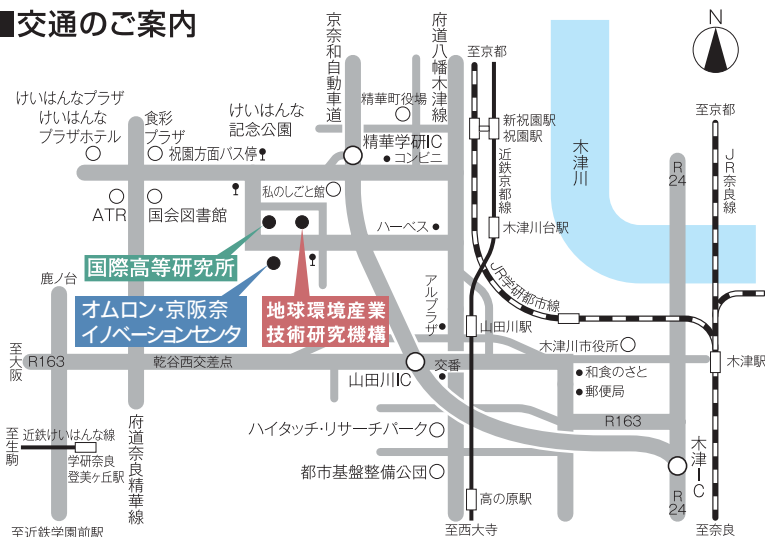 ■交通のご案内
N
京奈和自動車道
府道八幡木津線
至京都
至京都
けいはんなプラザ
けいはんな
プラザホテル
食彩
プラザ
祝園方面バス停
けいはんな
記念公園
精華町役場
精華学研IC
コンビニ
新祝園駅
祝園駅
近鉄京都線
木津川
R
24
JR奈良線
ATR
国会図書館
私のしごと館
ハーベス
木津川台駅
国際高等研究所
オムロン・京阪奈
イノベーションセンタ
地球環境産業
技術研究機構
鹿ノ台
アルプラザ
JR学研都市線
山田川駅
木津川市役所
至大阪
R163
乾谷西交差点
山田川IC
交番
和食のさと
郵便局
木津駅
R163
至生駒
近鉄けいはんな線
学研奈良
登美ヶ丘駅
府道奈良精華線
ハイタッチ・リサーチパーク
都市基盤整備公団
高の原駅
木津IC
R
24
至近鉄学園前駅
至西大寺
至奈良